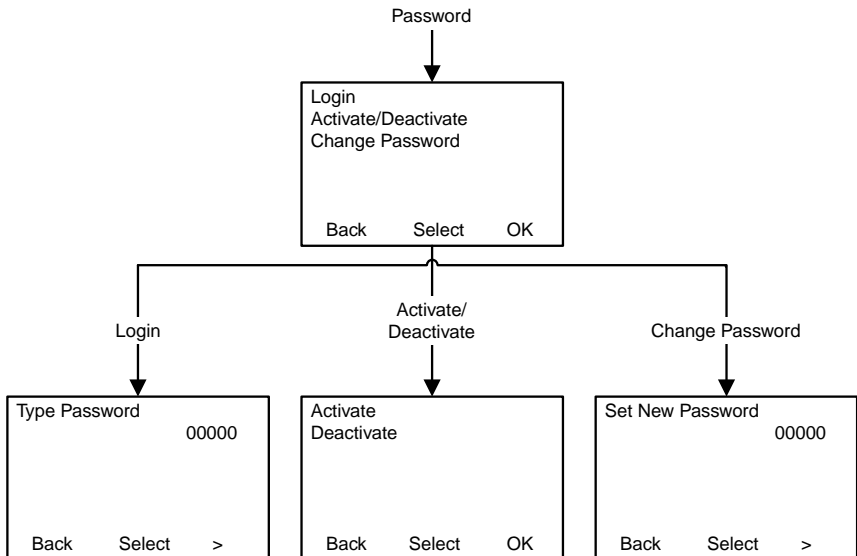 Password
Login
Activate/Deactivate
Change Password
Back Select OK
Login
Activate/
Deactivate
Change Password
Type Password
00000
Back Select >
Activate
Deactivate
Back Select OK
Set New Password
00000
Back Select >